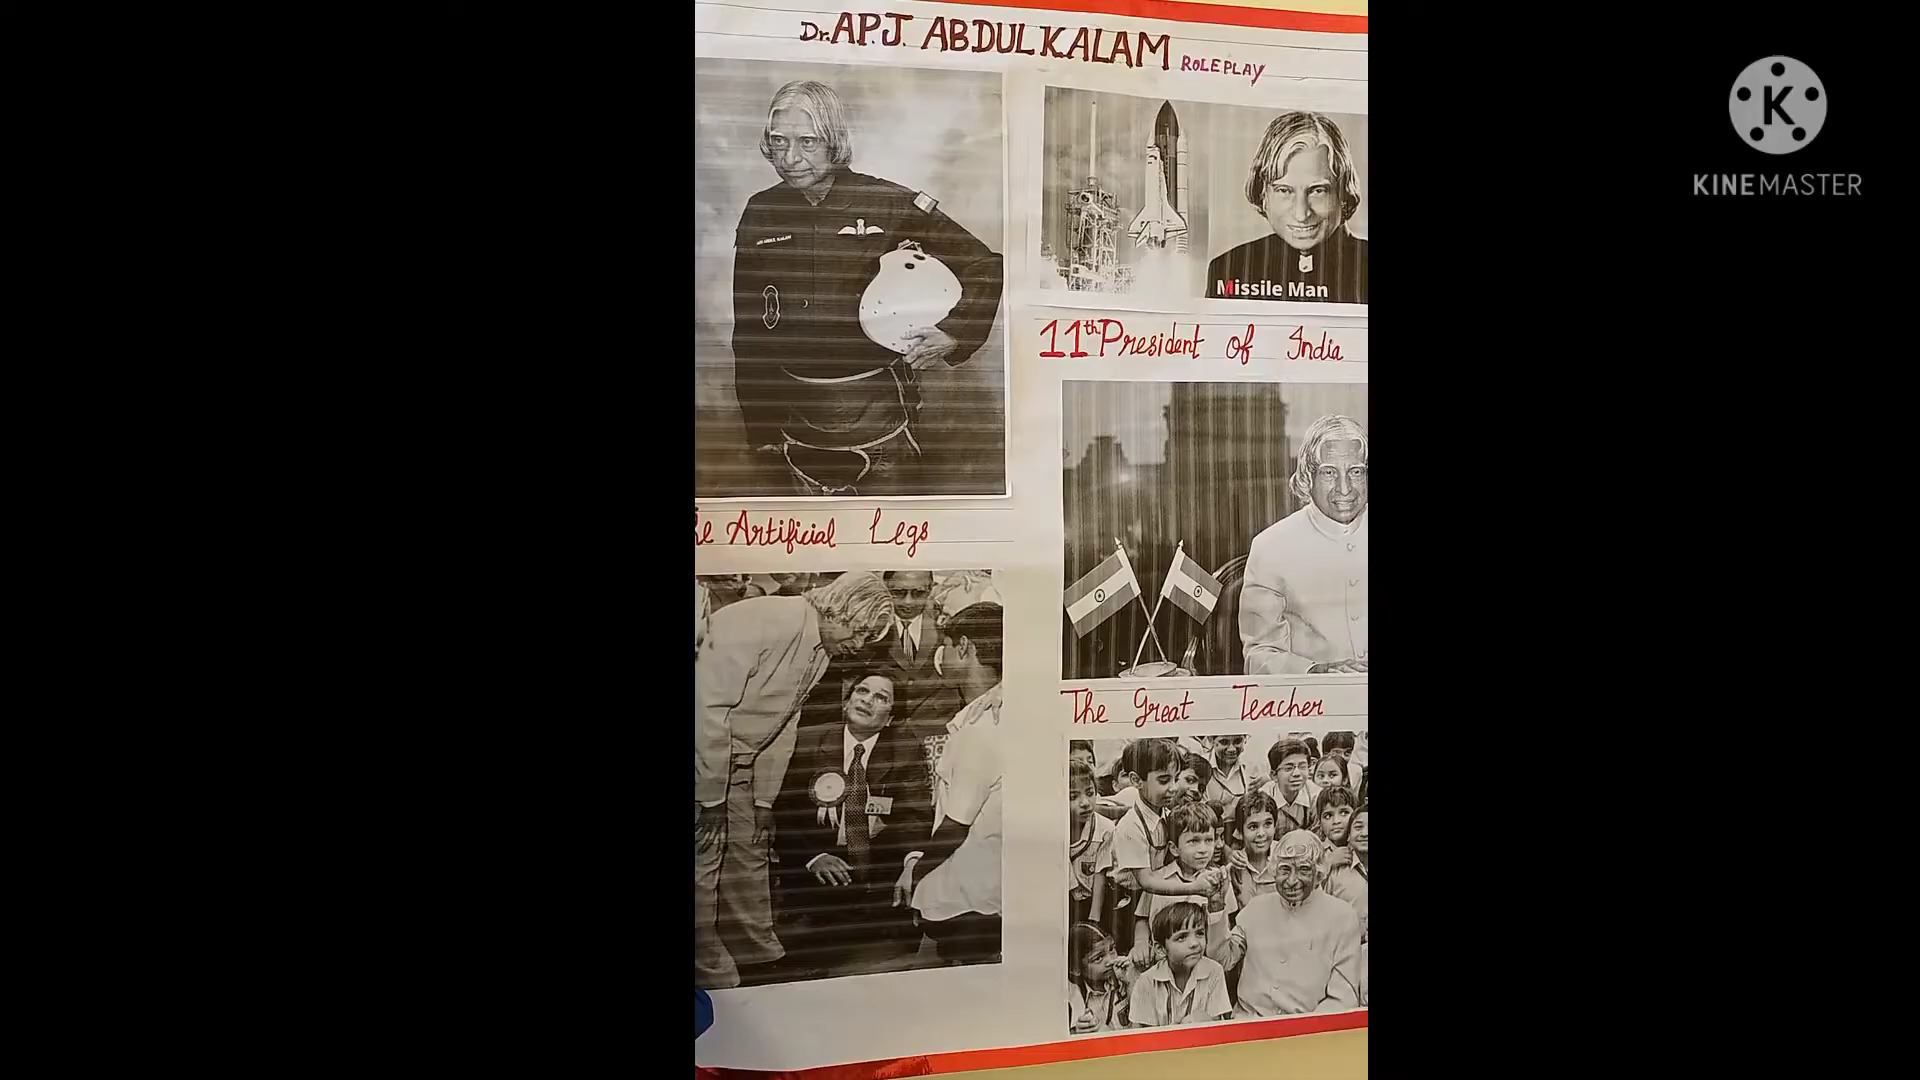 Dr. A.P.J. ABDUL KALAM ROLEPLAY
Missile Man
11th President of India
Artificial Legs
The Great Teacher
K
KINEMASTER